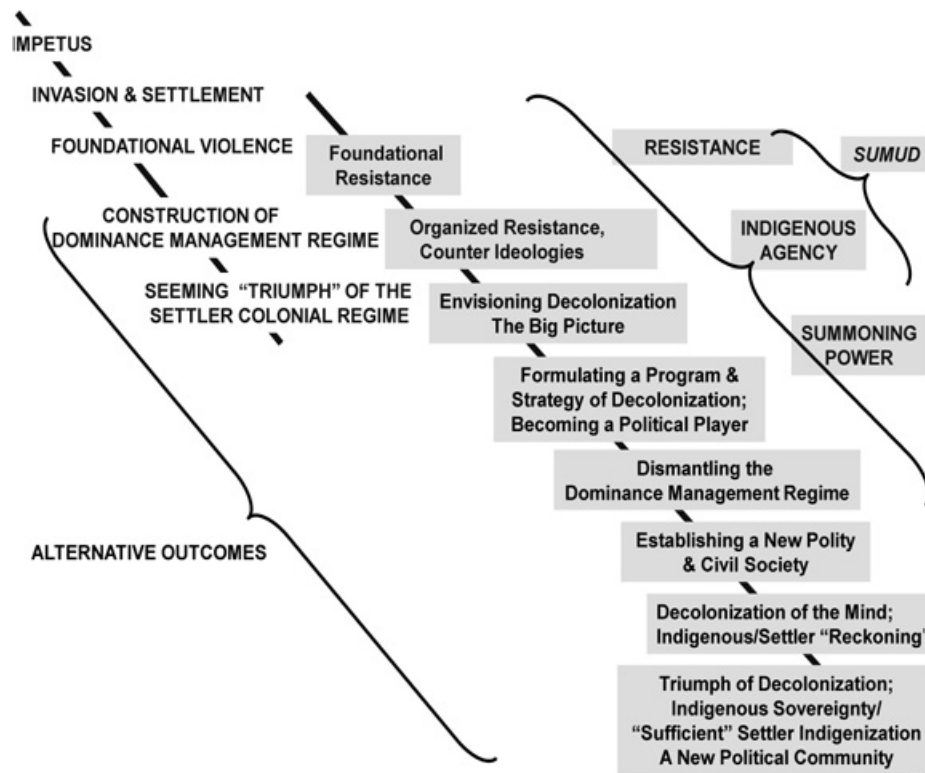 IMPETUS
INVASION & SETTLEMENT
FOUNDATIONAL VIOLENCE
CONSTRUCTION OF
DOMINANCE MANAGEMENT REGIME
SEEMING “TRIUMPH” OF THE
SETTLER COLONIAL REGIME
ALTERNATIVE OUTCOMES
Foundational
Resistance
Organized Resistance,
Counter Ideologies
Envisioning Decolonization
The Big Picture
Formulating a Program &
Strategy of Decolonization;
Becoming a Political Player
Dismantling the
Dominance Management Regime
Establishing a New Polity
& Civil Society
Decolonization of the Mind;
Indigenous/Settler “Reckoning”
Triumph of Decolonization;
Indigenous Sovereignty/
“Sufficient” Settler Indigenization
A New Political Community
RESISTANCE
SUMUD
INDIGENOUS
AGENCY
SUMMONING
POWER